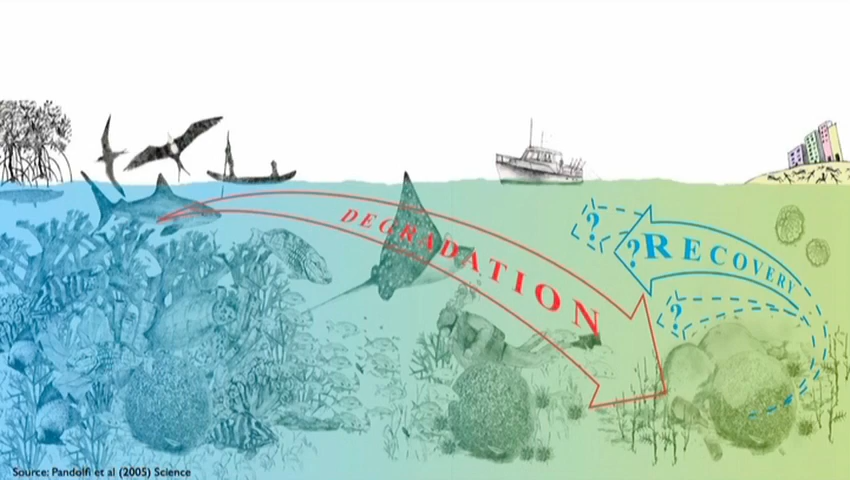 DEGRADATION
?
?
RECOVERY
?
Source: Pandolfi et al (2005) Science